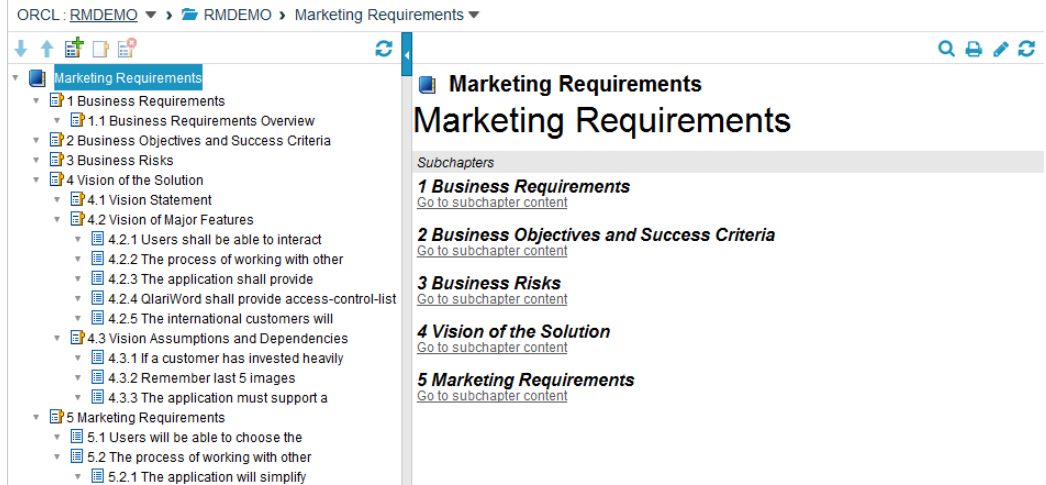 ORCL : RMDEMO RMDEMO Marketing Requirements
Marketing Requirements
1 Business Requirements
1.1 Business Requirements Overview
2 Business Objectives and Success Criteria
3 Business Risks
4 Vision of the Solution
4.1 Vision Statement
4.2 Vision of Major Features
4.2.1 Users shall be able to interact
4.2.2 The process of working with other
4.2.3 The application shall provide
4.2.4 QlariWord shall provide access-control-list
4.2.5 The international customers will
4.3 Vision Assumptions and Dependencies
4.3.1 If a customer has invested heavily
4.3.2 Remember last 5 images
4.3.3 The application must support a
5 Marketing Requirements
5.1 Users will be able to choose the
5.2 The process of working with other
5.2.1 The application will simplify
Marketing Requirements
Marketing Requirements
Subchapters
1 Business Requirements
Go to subchapter content
2 Business Objectives and Success Criteria
Go to subchapter content
3 Business Risks
Go to subchapter content
4 Vision of the Solution
Go to subchapter content
5 Marketing Requirements
Go to subchapter content